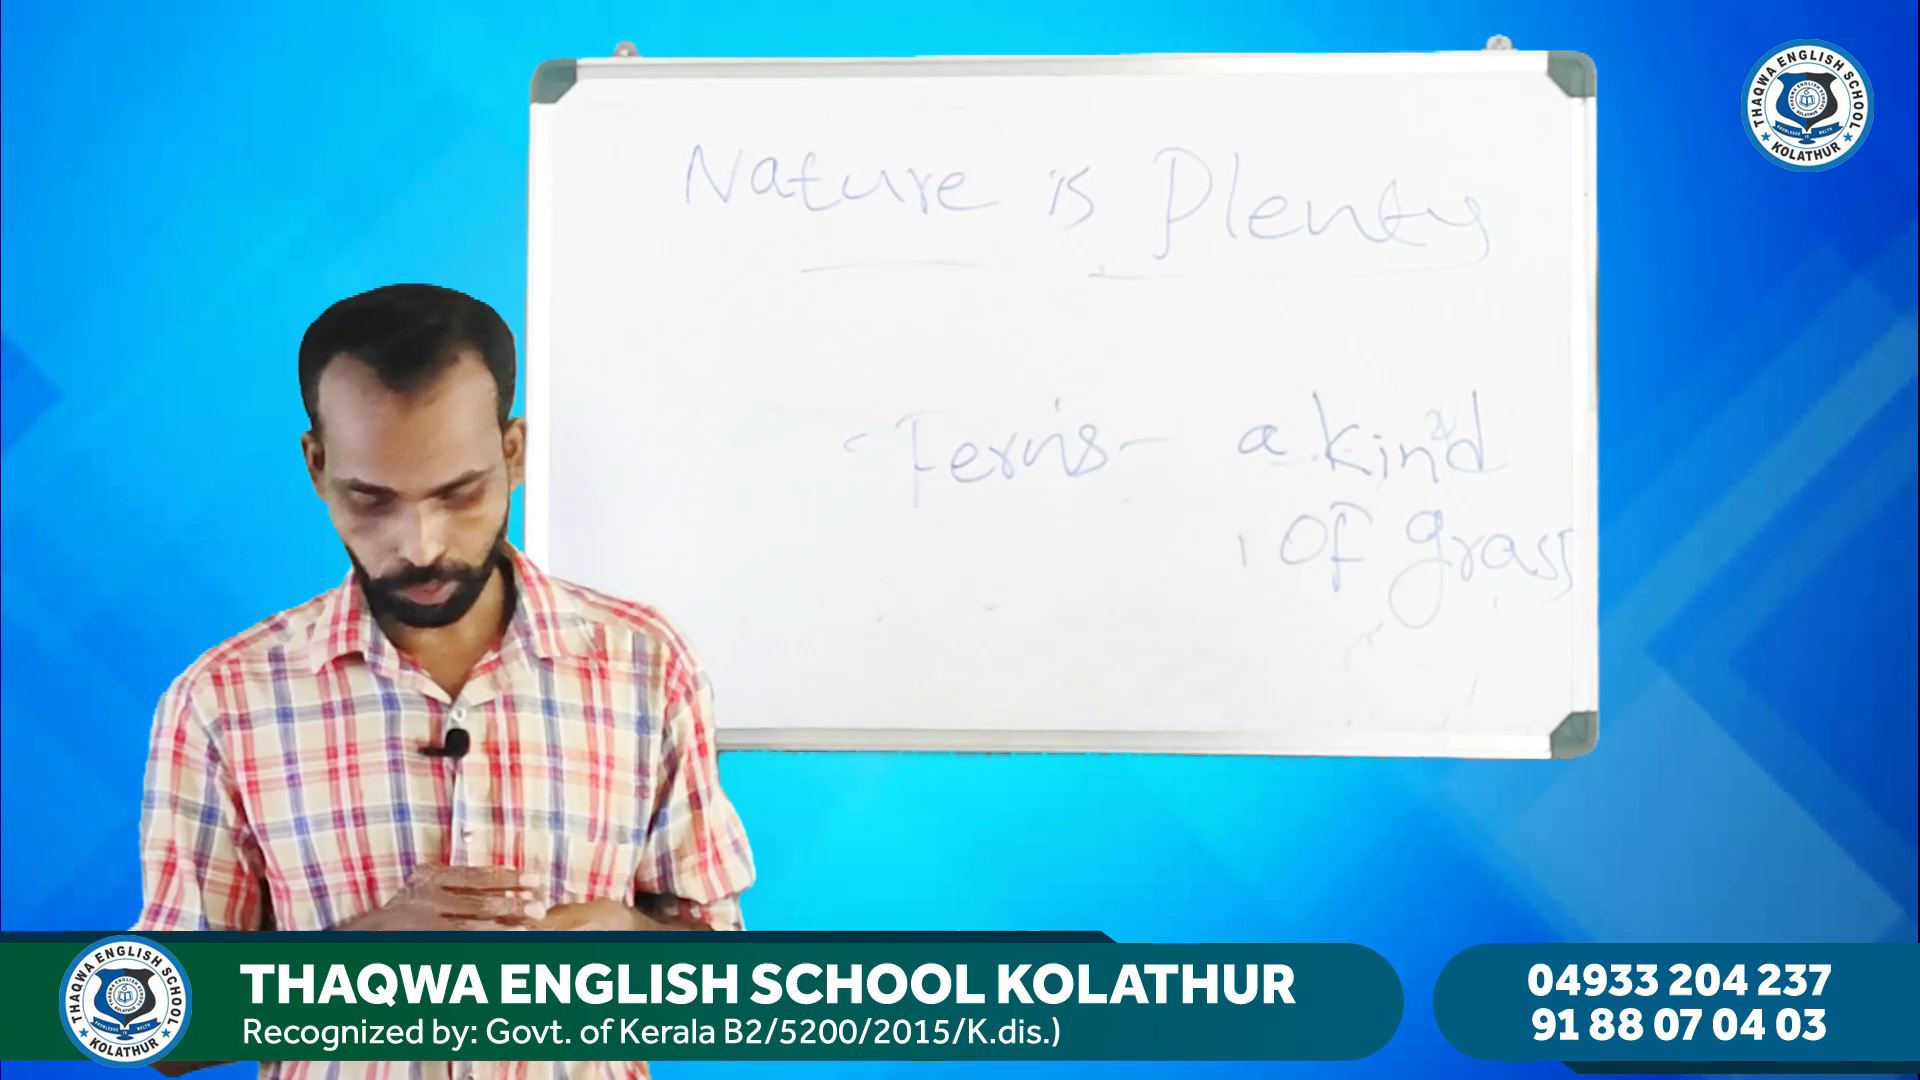 Nature is Plenty
Ferns - a kind
of grass
THAQWA ENGLISH SCHOOL
KOLATHUR
THAQWA ENGLISH SCHOOL
KOLATHUR
THAQWA ENGLISH SCHOOL KOLATHUR
Recognized by: Govt. of Kerala B2/5200/2015/K.dis.)
04933 204 237
91 88 07 04 03